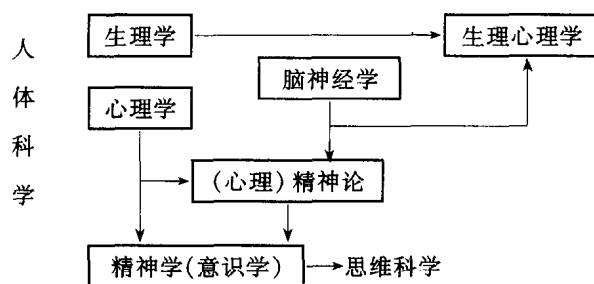 人体科学
生理学
生理心理学
脑神经学
心理学
(心理)精神论
精神学(意识学)
思维科学